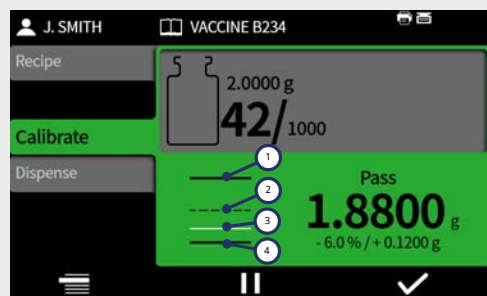 J. SMITH
VACCINE B234
Recipe
Calibrate
Dispense
2.0000 g
42/1000
1
2
3
4
Pass
1.8800 g
- 6.0 % / + 0.1200 g